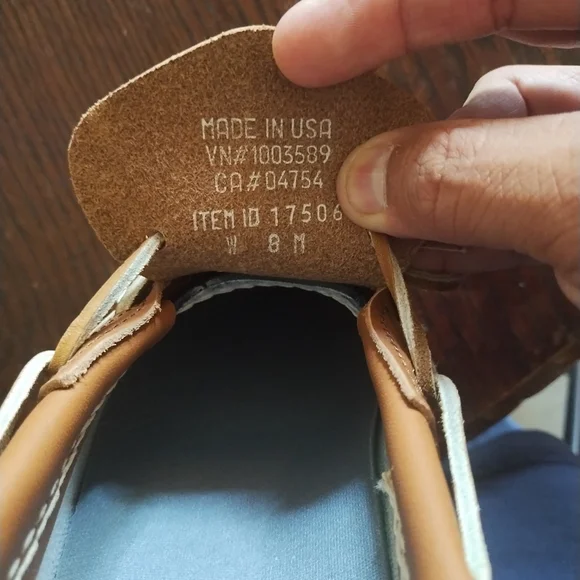 MADE IN USA
VN#1003589
CA#04754
ITEM ID 17506
W 8 M